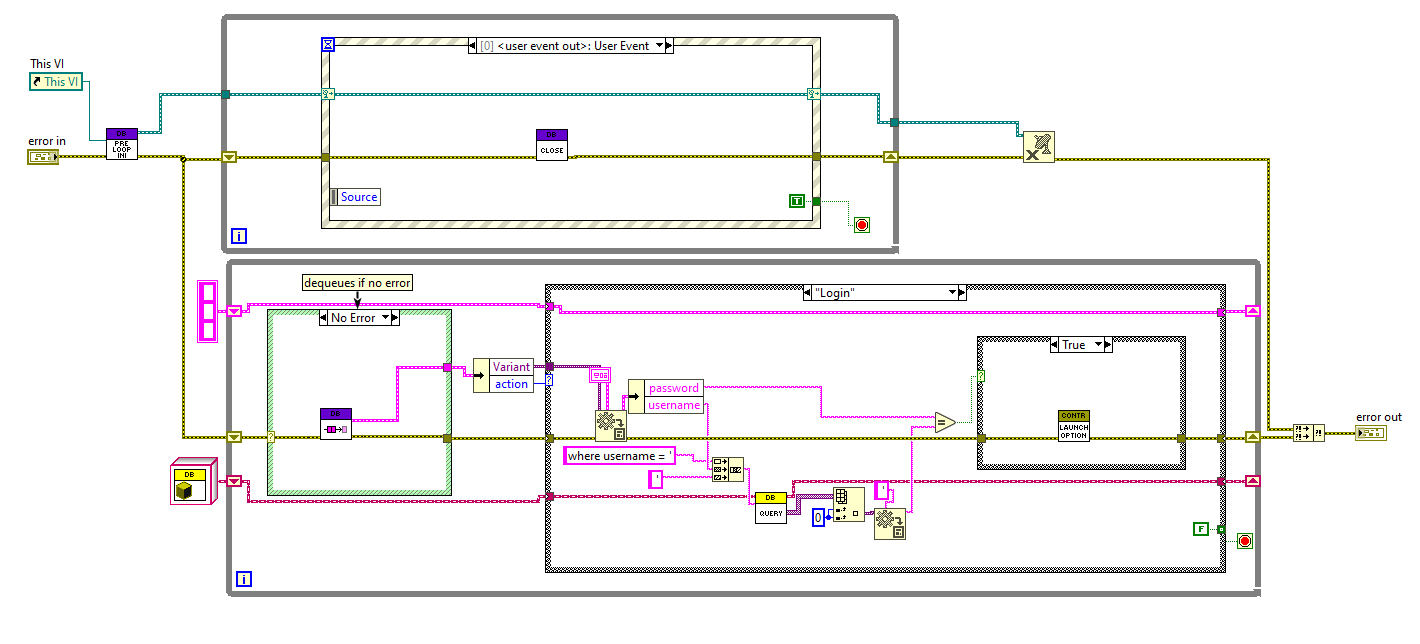 [0] <user event out>: User Event
This VI
This VI
DB
PRE
LOOP
INI
error in
DB
CLOSE
Source
T
i
dequeues if no error
No Error
"Login"
True
Variant
action
password
username
DB
CONTR
LAUNCH
OPTION
error out
where username = '
'
DB
DB
QUERY
0
'
F
i